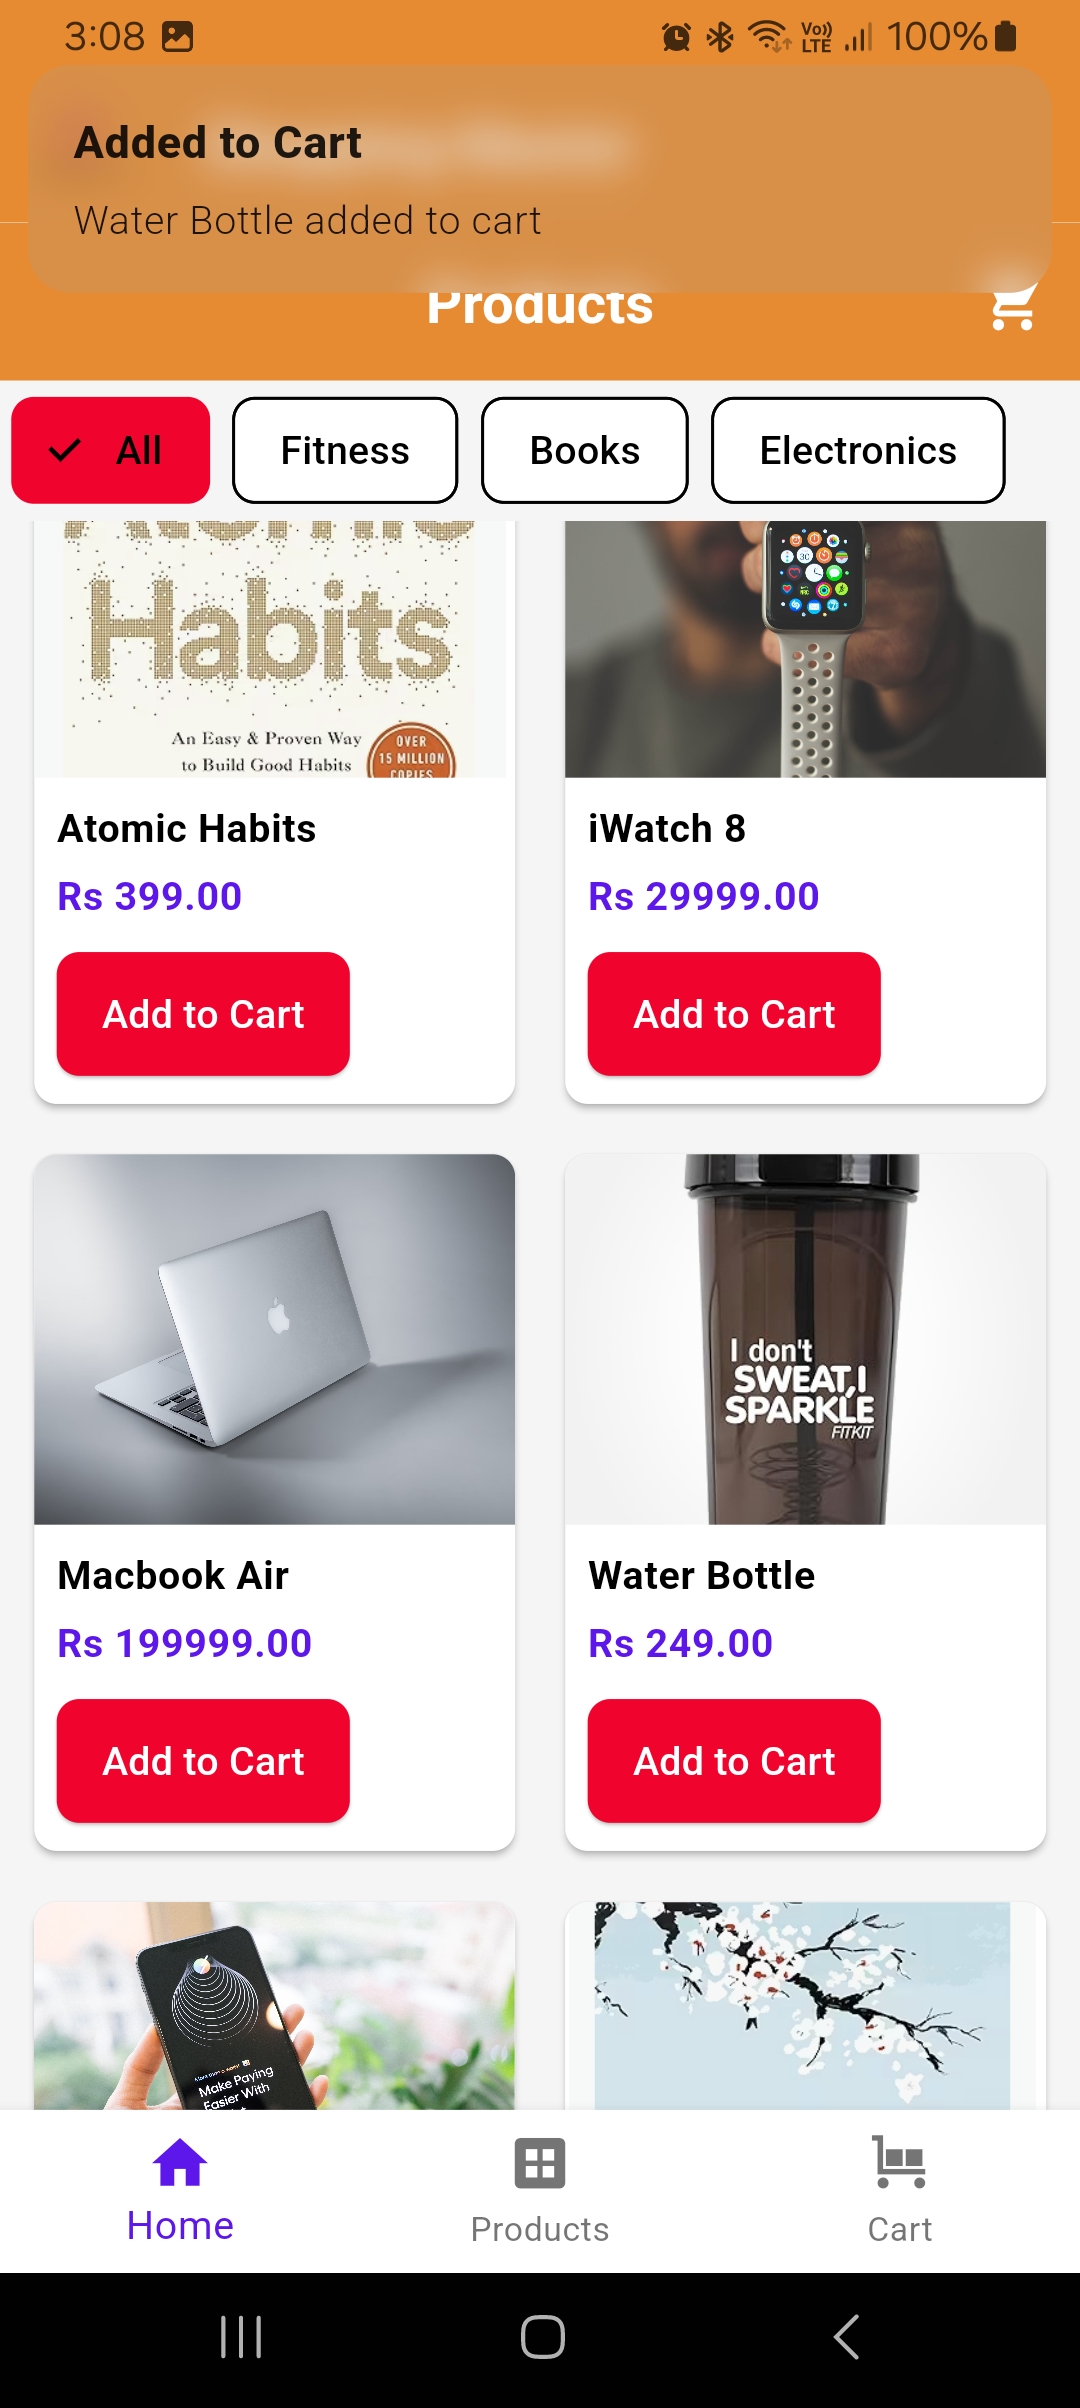 3:08
Vo))
LTE
100%
Added to Cart
Water Bottle added to cart
Products
All
Fitness
Books
Electronics
Atomic
Habits
An Easy & Proven Way
to Build Good Habits
OVER
15 MILLION
COPIES
Atomic Habits
Rs 399.00
Add to Cart
iWatch 8
Rs 29999.00
Add to Cart
Macbook Air
Rs 199999.00
Add to Cart
I don't
SWEAT,I
SPARKLE
FITKIT
Water Bottle
Rs 249.00
Add to Cart
Make Paying
Easier With
Home
Products
Cart